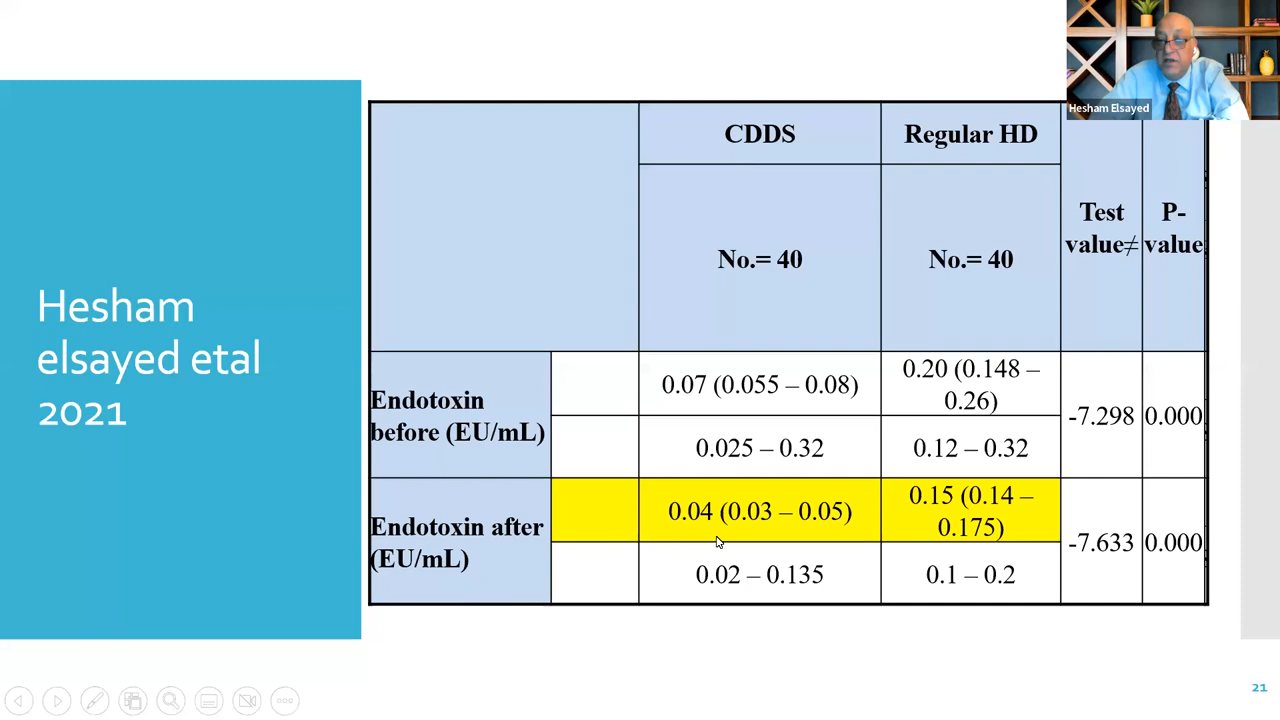 Hesham Elsayed
Hesham
elsayed etal
2021
CDDS
Regular HD
Test
value≠
P-
value
No.= 40
No.= 40
Endotoxin
before (EU/mL)
0.07 (0.055 – 0.08)
0.20 (0.148 –
0.26)
-7.298
0.000
0.025 – 0.32
0.12 – 0.32
Endotoxin after
(EU/mL)
0.04 (0.03 – 0.05)
0.15 (0.14 –
0.175)
-7.633
0.000
0.02 – 0.135
0.1 – 0.2
21